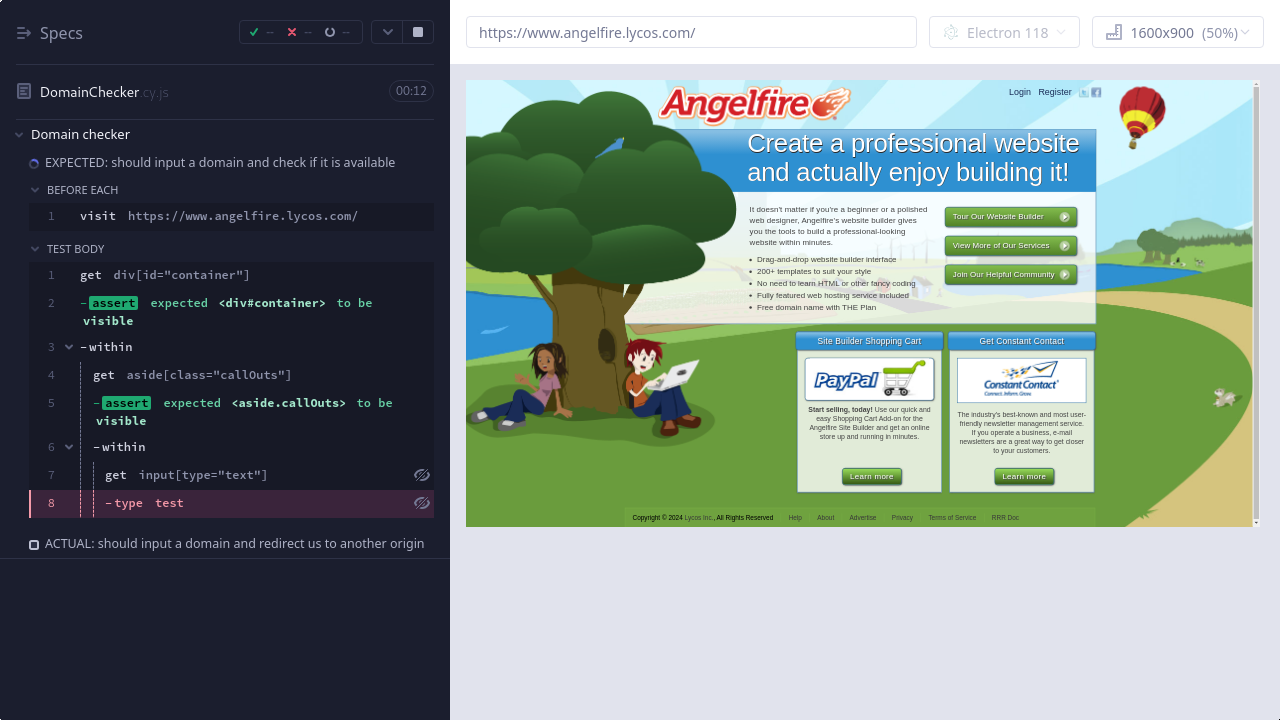 Specs
--
--
--
DomainChecker.cy.js
00:12
Domain checker
EXPECTED: should input a domain and check if it is available
BEFORE EACH
1 visit https://www.angelfire.lycos.com/
TEST BODY
1 get div[id="container"]
2 -assert expected <div#container> to be
visible
3 -within
4 get aside[class="callOuts"]
5 -assert expected <aside.callOuts> to be
visible
6 -within
7 get input[type="text"]
8 -type test
ACTUAL: should input a domain and redirect us to another origin
https://www.angelfire.lycos.com/
Electron 118
1600x900 (50%)
Angelfire
Login Register
Create a professional website
and actually enjoy building it!
It doesn't matter if you're a beginner or a polished
web designer, Angelfire's website builder gives
you the tools to build a professional-looking
website within minutes.
• Drag-and-drop website builder interface
• 200+ templates to suit your style
• No need to learn HTML or other fancy coding
• Fully featured web hosting service included
• Free domain name with THE Plan
Tour Our Website Builder
View More of Our Services
Join Our Helpful Community
Site Builder Shopping Cart
PayPal
Start selling, today! Use our quick and
easy Shopping Cart Add-on for the
Angelfire Site Builder and get an online
store up and running in minutes.
Learn more
Get Constant Contact
Constant Contact®
Connect. Inform. Grow.
The industry's best-known and most user-
friendly newsletter management service.
If you operate a business, e-mail
newsletters are a great way to get closer
to your customers.
Learn more
Copyright © 2024 Lycos Inc., All Rights Reserved Help About Advertise Privacy Terms of Service RRR Doc